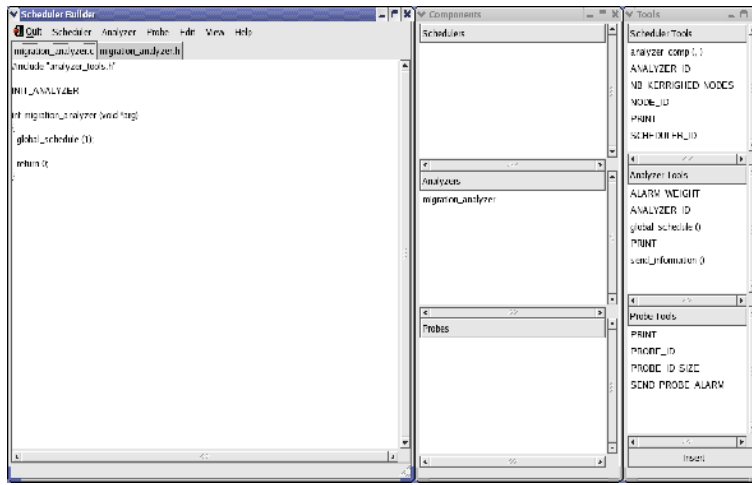 Scheduler Builder
Quit Scheduler Analyzer Probe Edit View Help
migration_analyzer.c migration_analyzer.h
#include "analyzer_tools.h"
INIT_ANALYZER
int migration_analyzer (void *arg)
global_schedule (1);
return 0;
Components
Schedulers
Analyzers
migration_analyzer
Probes
Tools
Scheduler Tools
analyzer_comp (..)
ANALYZER_ID
NB_KERRIGHED_NODES
NODE_ID
PRINT
SCHEDULER_ID
Analyzer Tools
ALARM_WEIGHT
ANALYZER_ID
global_schedule ()
PRINT
send_information ()
Probe Tools
PRINT
PROBE_ID
PROBE_ID_SIZE
SEND_PROBE_ALARM
Insert